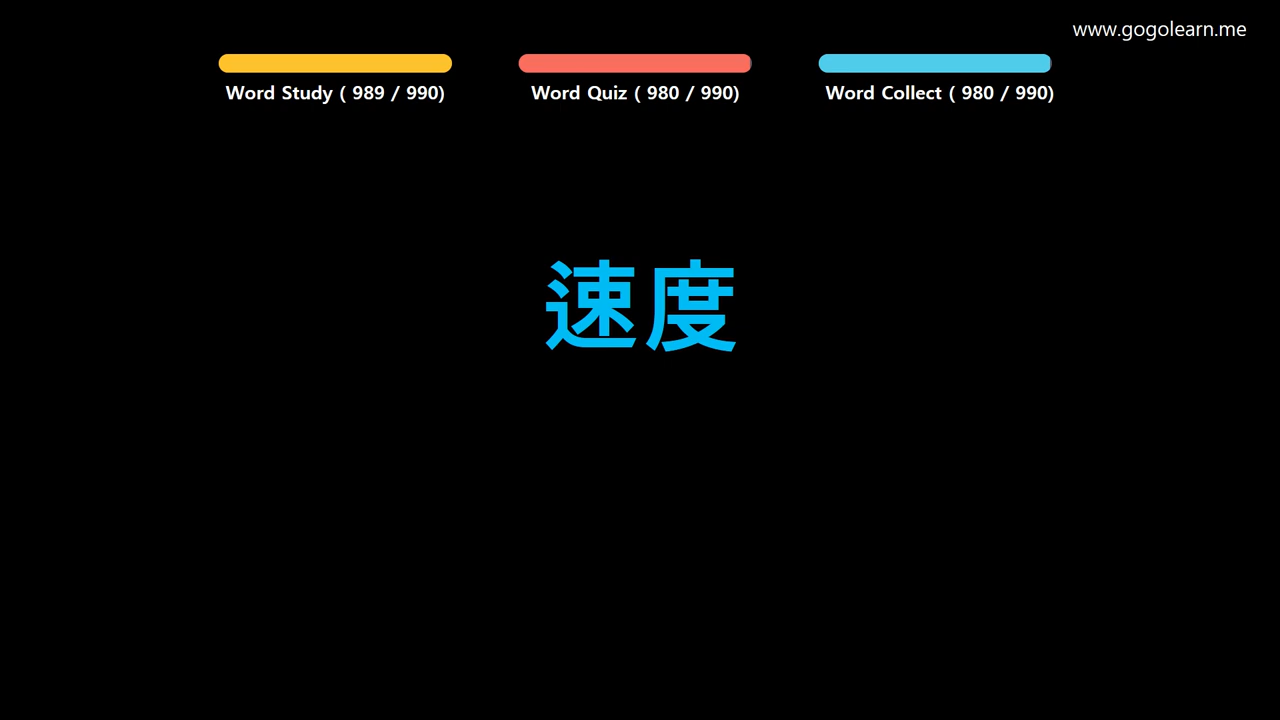 www.gogolearn.me
Word Study ( 989 / 990)
Word Quiz ( 980 / 990)
Word Collect ( 980 / 990)
速度